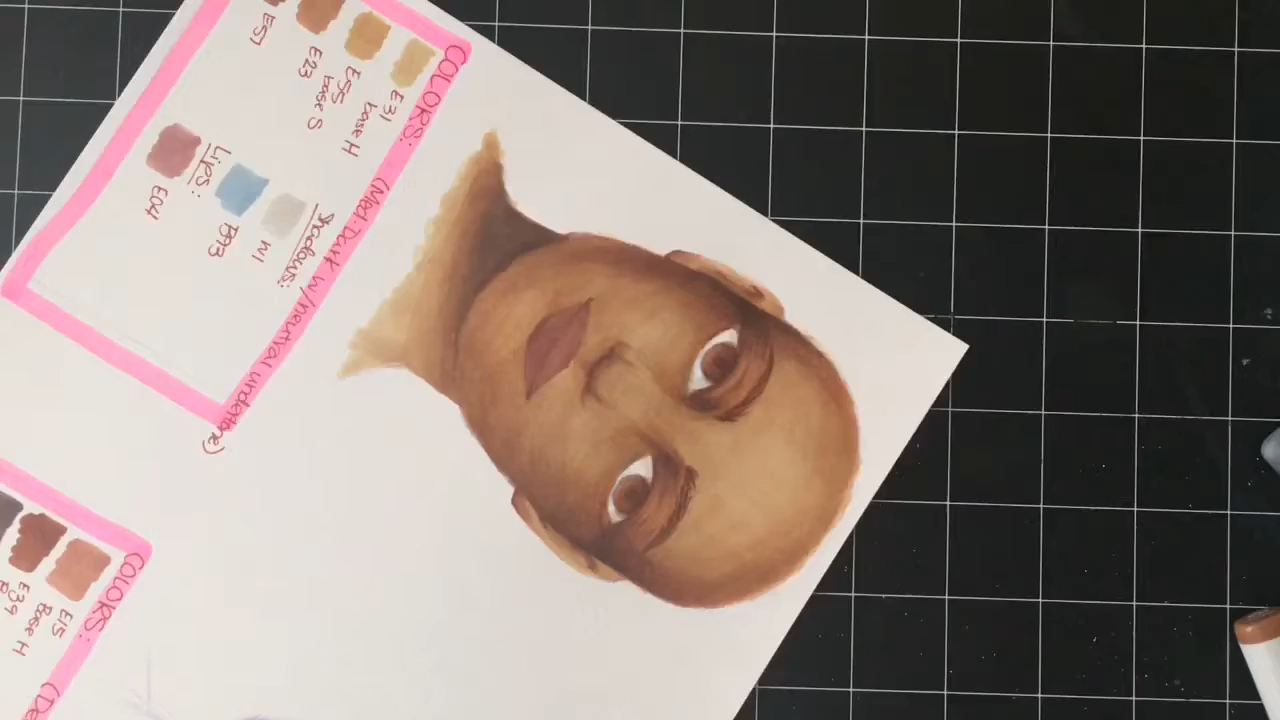 COLORS: (Med. Dark w/neutral undertone)
E31
base H
E55
base S
E23
E51
Shadows:
W1
B93
Lips:
E04
COLORS:
E15
Base H
E39